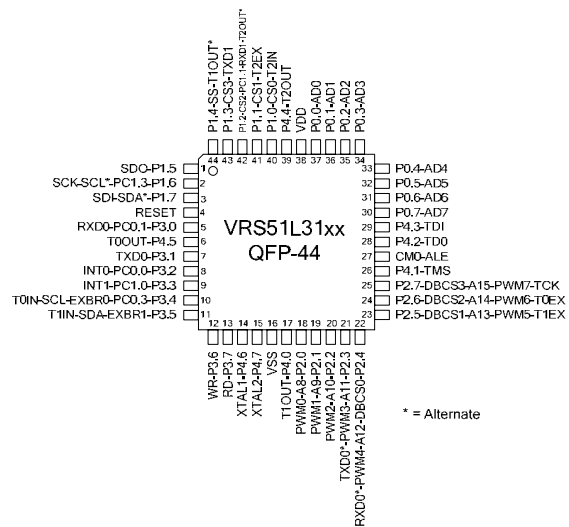 P1.4-SS-T1OUT*
P1.3-CS3-TXD1
P1.2-CS2-PC1.1-RXD1-T2OUT*
P1.1-CS1-T2EX
P1.0-CS0-T2IN
P4.4-T2OUT
VDD
P0.0-AD0
P0.1-AD1
P0.2-AD2
P0.3-AD3
44 43 42 41 40 39 38 37 36 35 34
SDO-P1.5 1
SCK-SCL*-PC1.3-P1.6 2
SDI-SDA*-P1.7 3
RESET 4
RXD0-PC0.1-P3.0 5
T0OUT-P4.5 6
TXD0-P3.1 7
INT0-PC0.0-P3.2 8
INT1-PC1.0-P3.3 9
T0IN-SCL-EXBR0-PC0.3-P3.4 10
T1IN-SDA-EXBR1-P3.5 11
VRS51L31xx
QFP-44
33 P0.4-AD4
32 P0.5-AD5
31 P0.6-AD6
30 P0.7-AD7
29 P4.3-TDI
28 P4.2-TD0
27 CM0-ALE
26 P4.1-TMS
25 P2.7-DBCS3-A15-PWM7-TCK
24 P2.6-DBCS2-A14-PWM6-T0EX
23 P2.5-DBCS1-A13-PWM5-T1EX
12 13 14 15 16 17 18 19 20 21 22
WR-P3.6
RD-P3.7
XTAL1-P4.6
XTAL2-P4.7
VSS
T1OUT-P4.0
PWM0-A8-P2.0
PWM1-A9-P2.1
PWM2-A10-P2.2
TXD0*-PWM3-A11-P2.3
RXD0*-PWM4-A12-DBCS0-P2.4
* = Alternate